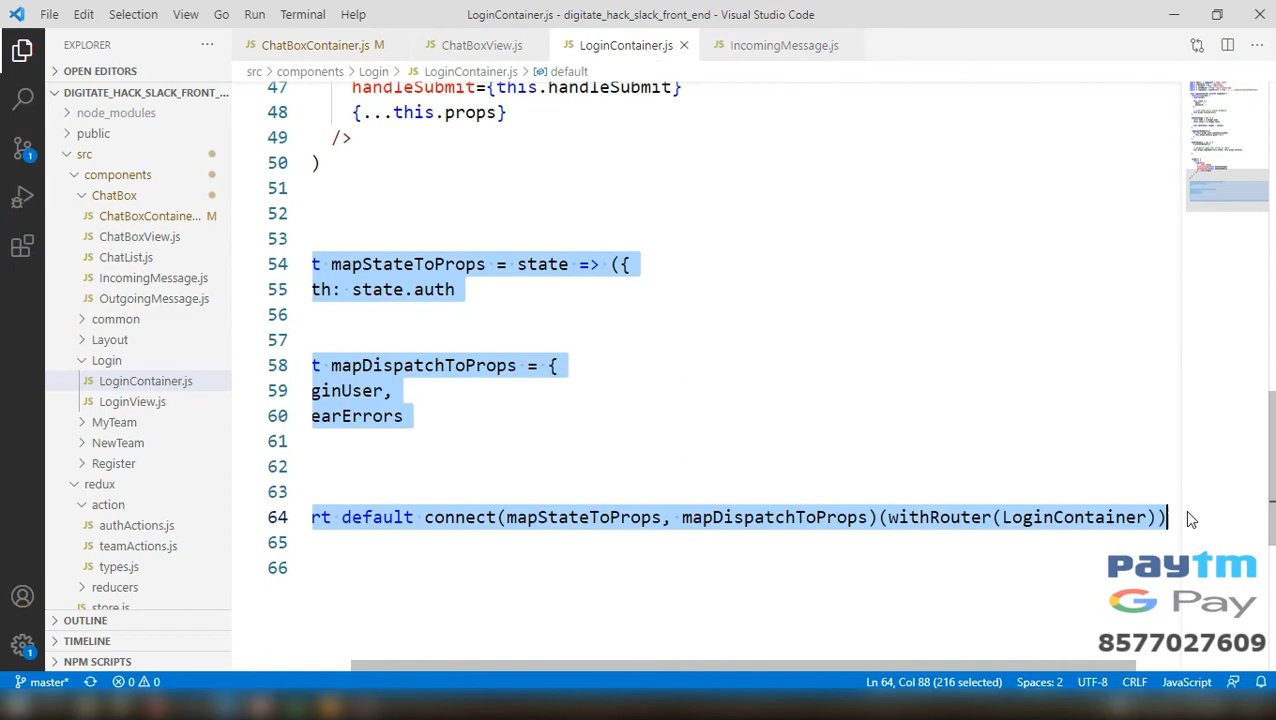 File Edit Selection View Go Run Terminal Help LoginContainer.js - digitate_hack_slack_front_end - Visual Studio Code
EXPLORER
ChatBoxContainer.js M ChatBoxView.js LoginContainer.js IncomingMessage.js
OPEN EDITORS
src > components > Login > LoginContainer.js > default
DIGITATE_HACK_SLACK_FRONT_...
node_modules
public
src
components
ChatBox
ChatBoxContaine... M
ChatBoxView.js
ChatList.js
IncomingMessage.js
OutgoingMessage.js
common
Layout
Login
LoginContainer.js
LoginView.js
MyTeam
NewTeam
Register
redux
action
authActions.js
teamActions.js
types.js
reducers
store.js
OUTLINE
TIMELINE
NPM SCRIPTS
47 handleSubmit={this.handleSubmit}
48 {...this.props}
49 />
50 )
51
52
53
54 t mapStateToProps = state => ({
55 th: state.auth
56
57
58 t mapDispatchToProps = {
59 ginUser,
60 earErrors
61
62
63
64 rt default connect(mapStateToProps, mapDispatchToProps)(withRouter(LoginContainer))
65
66
paytm
G Pay
8577027609
master* 0 0 Ln 64, Col 88 (216 selected) Spaces: 2 UTF-8 CRLF JavaScript